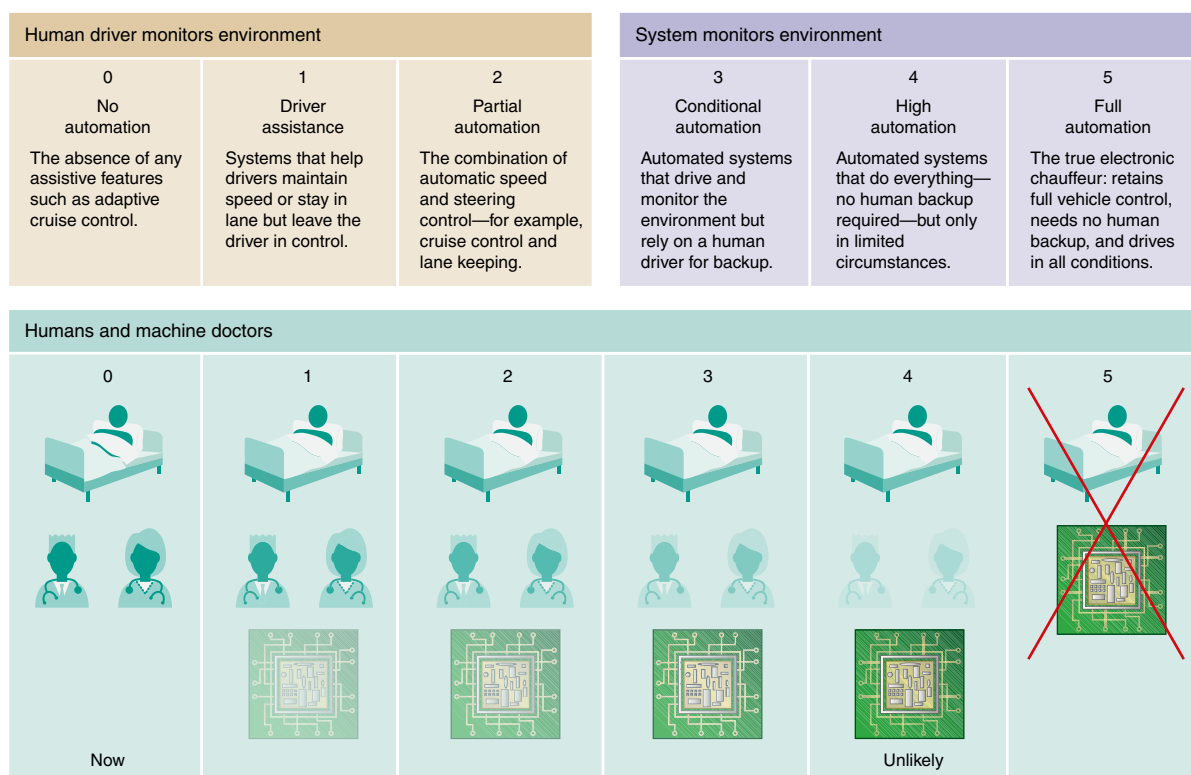 Human driver monitors environment
0
No
automation
The absence of any
assistive features
such as adaptive
cruise control.
1
Driver
assistance
Systems that help
drivers maintain
speed or stay in
lane but leave the
driver in control.
2
Partial
automation
The combination of
automatic speed
and steering
control—for example,
cruise control and
lane keeping.
System monitors environment
3
Conditional
automation
Automated systems
that drive and
monitor the
environment but
rely on a human
driver for backup.
4
High
automation
Automated systems
that do everything—
no human backup
required—but only
in limited
circumstances.
5
Full
automation
The true electronic
chauffeur: retains
full vehicle control,
needs no human
backup, and drives
in all conditions.
Humans and machine doctors
0
1
2
3
4
5
Now
Unlikely